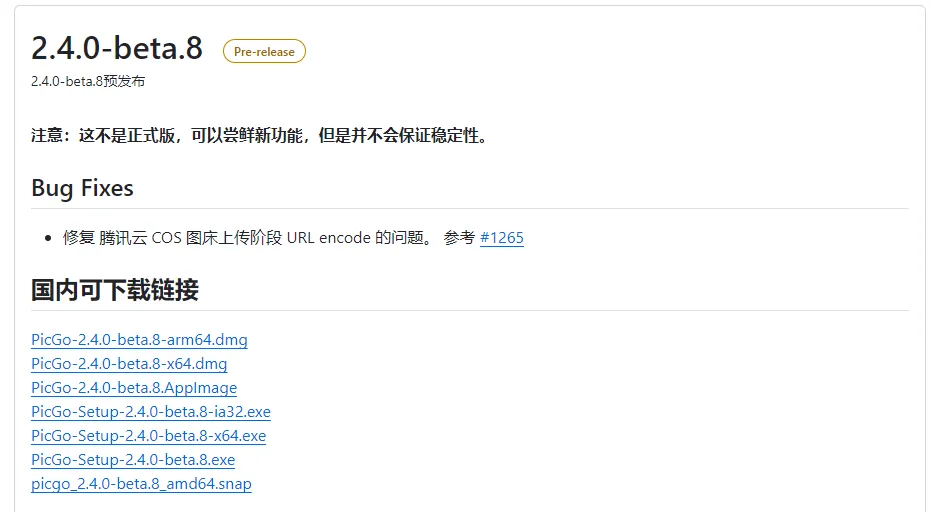 2.4.0-beta.8 Pre-release
2.4.0-beta.8预发布
注意：这不是正式版，可以尝鲜新功能，但是并不会保证稳定性。
Bug Fixes
• 修复 腾讯云 COS 图床上传阶段 URL encode 的问题。 参考 #1265
国内可下载链接
PicGo-2.4.0-beta.8-arm64.dmg
PicGo-2.4.0-beta.8-x64.dmg
PicGo-2.4.0-beta.8.AppImage
PicGo-Setup-2.4.0-beta.8-ia32.exe
PicGo-Setup-2.4.0-beta.8-x64.exe
PicGo-Setup-2.4.0-beta.8.exe
picgo_2.4.0-beta.8_amd64.snap